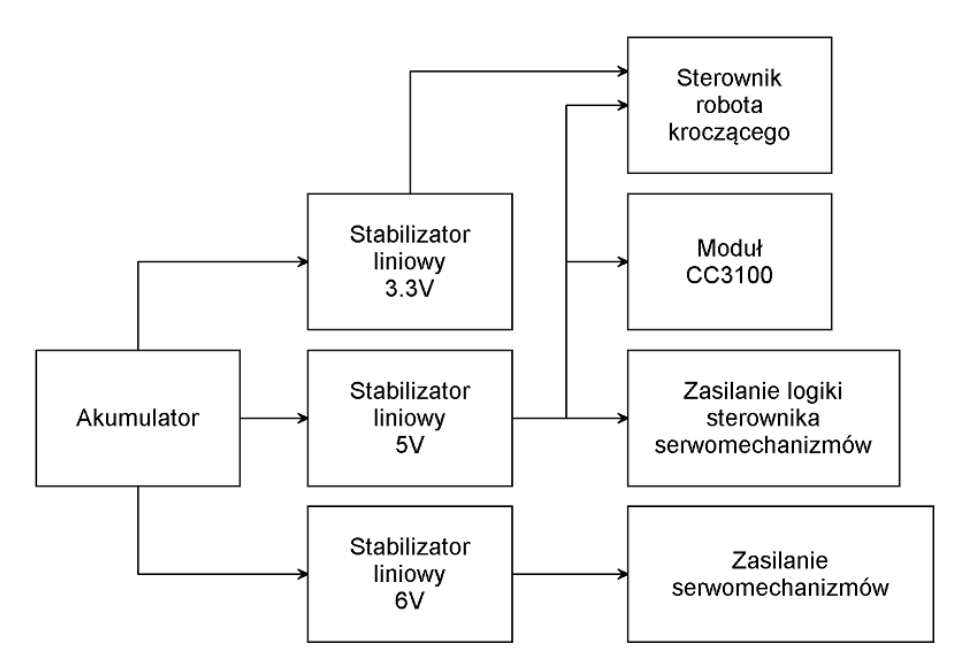 Sterownik
robota
kroczącego
Stabilizator
liniowy
3.3V
Moduł
CC3100
Akumulator
Stabilizator
liniowy
5V
Zasilanie logiki
sterownika
serwomechanizmów
Stabilizator
liniowy
6V
Zasilanie
serwomechanizmów